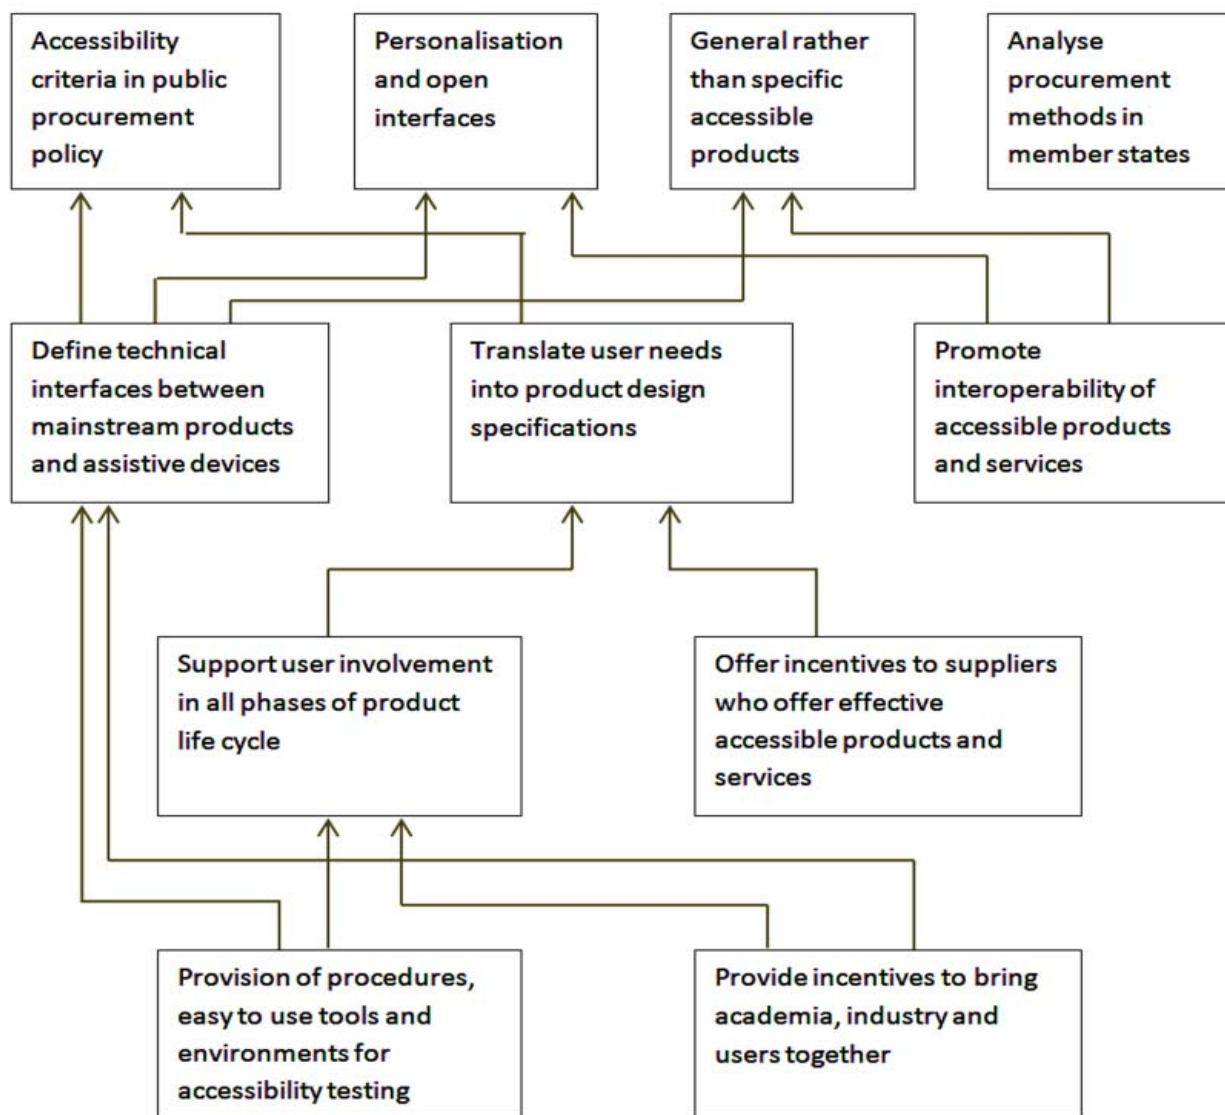 Accessibility
criteria in public
procurement
policy
Personalisation
and open
interfaces
General rather
than specific
accessible
products
Analyse
procurement
methods in
member states
Define technical
interfaces between
mainstream products
and assistive devices
Translate user needs
into product design
specifications
Promote
interoperability of
accessible products
and services
Support user involvement
in all phases of product
life cycle
Offer incentives to suppliers
who offer effective
accessible products and
services
Provision of procedures,
easy to use tools and
environments for
accessibility testing
Provide incentives to bring
academia, industry and
users together